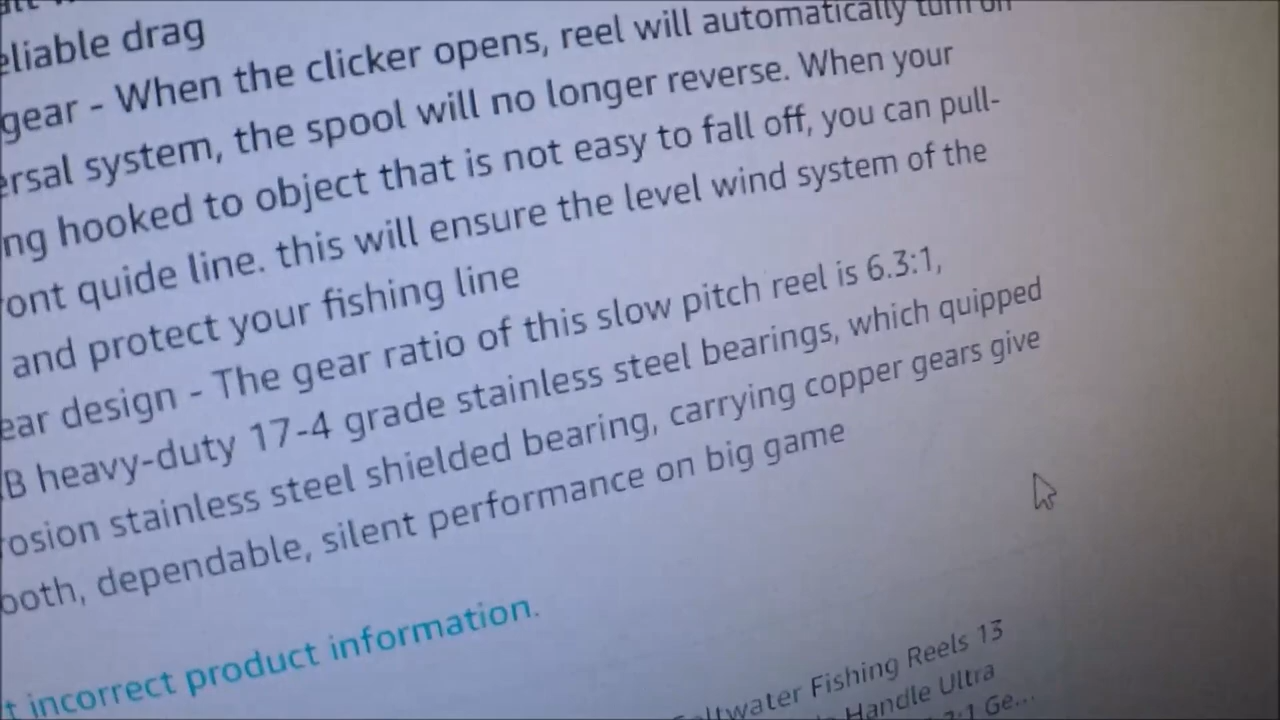 eliable drag
gear - When the clicker opens, reel will automatically turn on
ersal system, the spool will no longer reverse. When your
ng hooked to object that is not easy to fall off, you can pull-
ont quide line. this will ensure the level wind system of the
and protect your fishing line
ear design - The gear ratio of this slow pitch reel is 6.3:1,
B heavy-duty 17-4 grade stainless steel bearings, which quipped
rosion stainless steel shielded bearing, carrying copper gears give
ooth, dependable, silent performance on big game
t incorrect product information.
altwater Fishing Reels 13
Handle Ultra
:1 Ge...